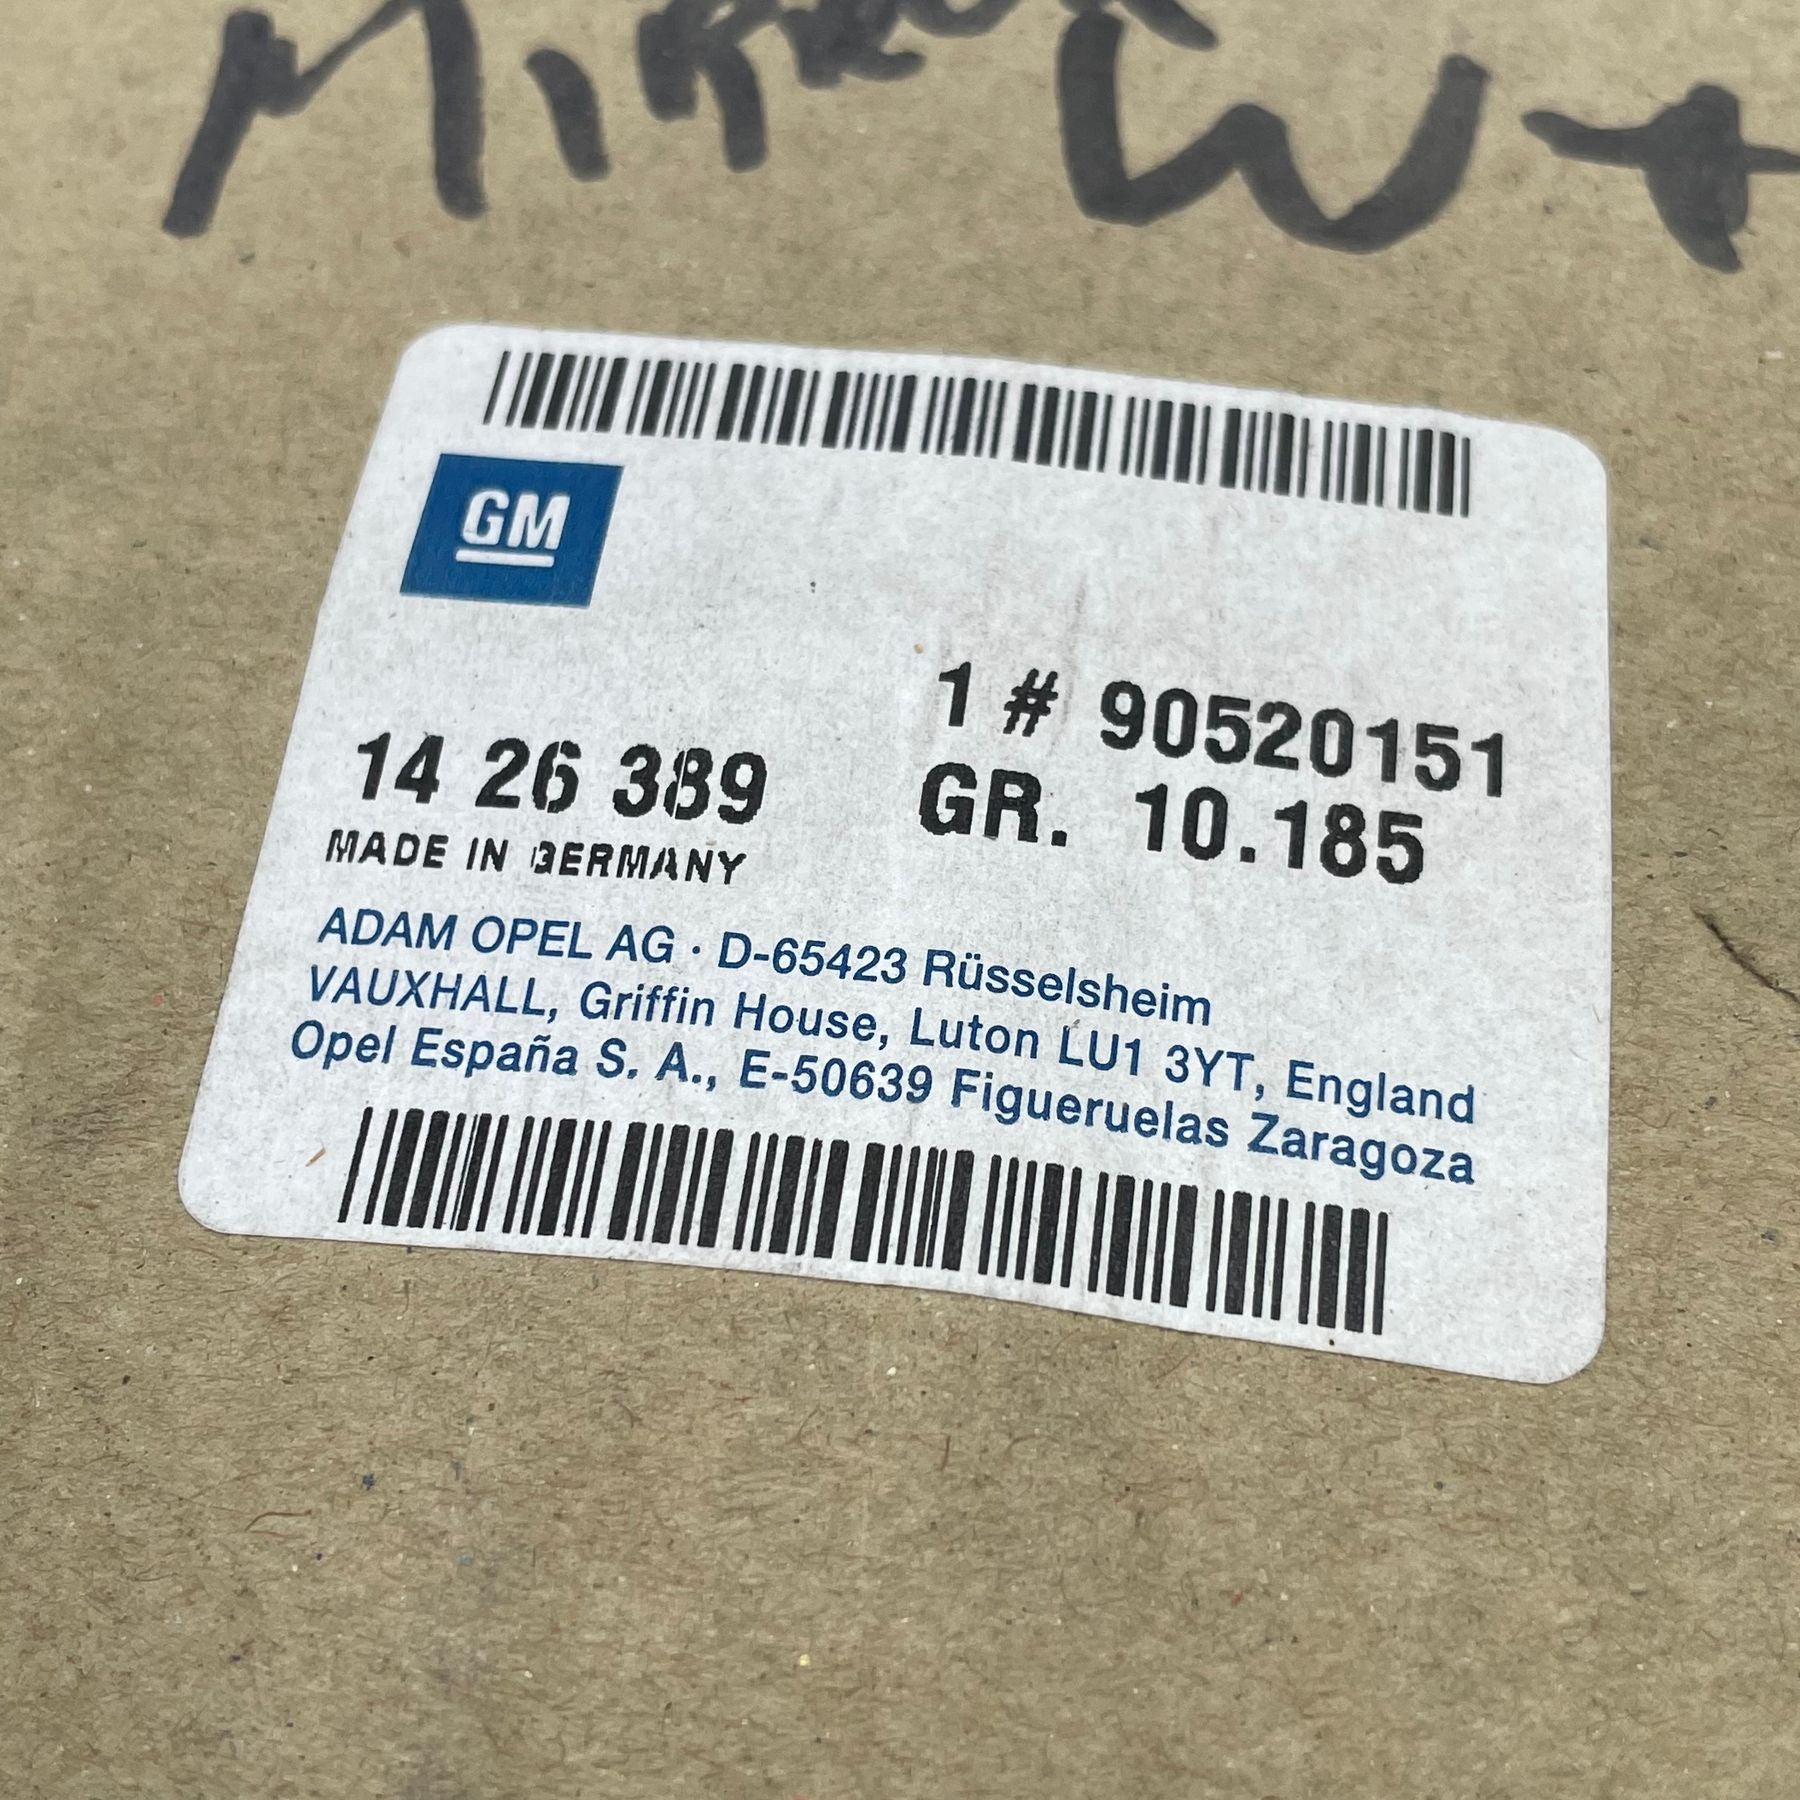 GM
1 # 90520151
14 26 389
GR. 10.185
MADE IN GERMANY
ADAM OPEL AG · D-65423 Rüsselsheim
VAUXHALL, Griffin House, Luton LU1 3YT, England
Opel España S. A., E-50639 Figueruelas Zaragoza